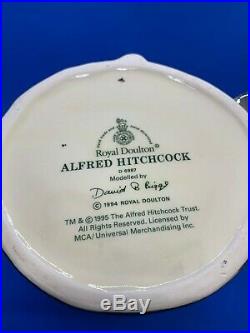 Royal Doulton®
ALFRED HITCHCOCK
D 6987
Modelled by
David B Biggs
© 1994 ROYAL DOULTON
TM & © 1995 The Alfred Hitchcock Trust.
All Rights Reserved. Licensed by
MCA/Universal Merchandising Inc.